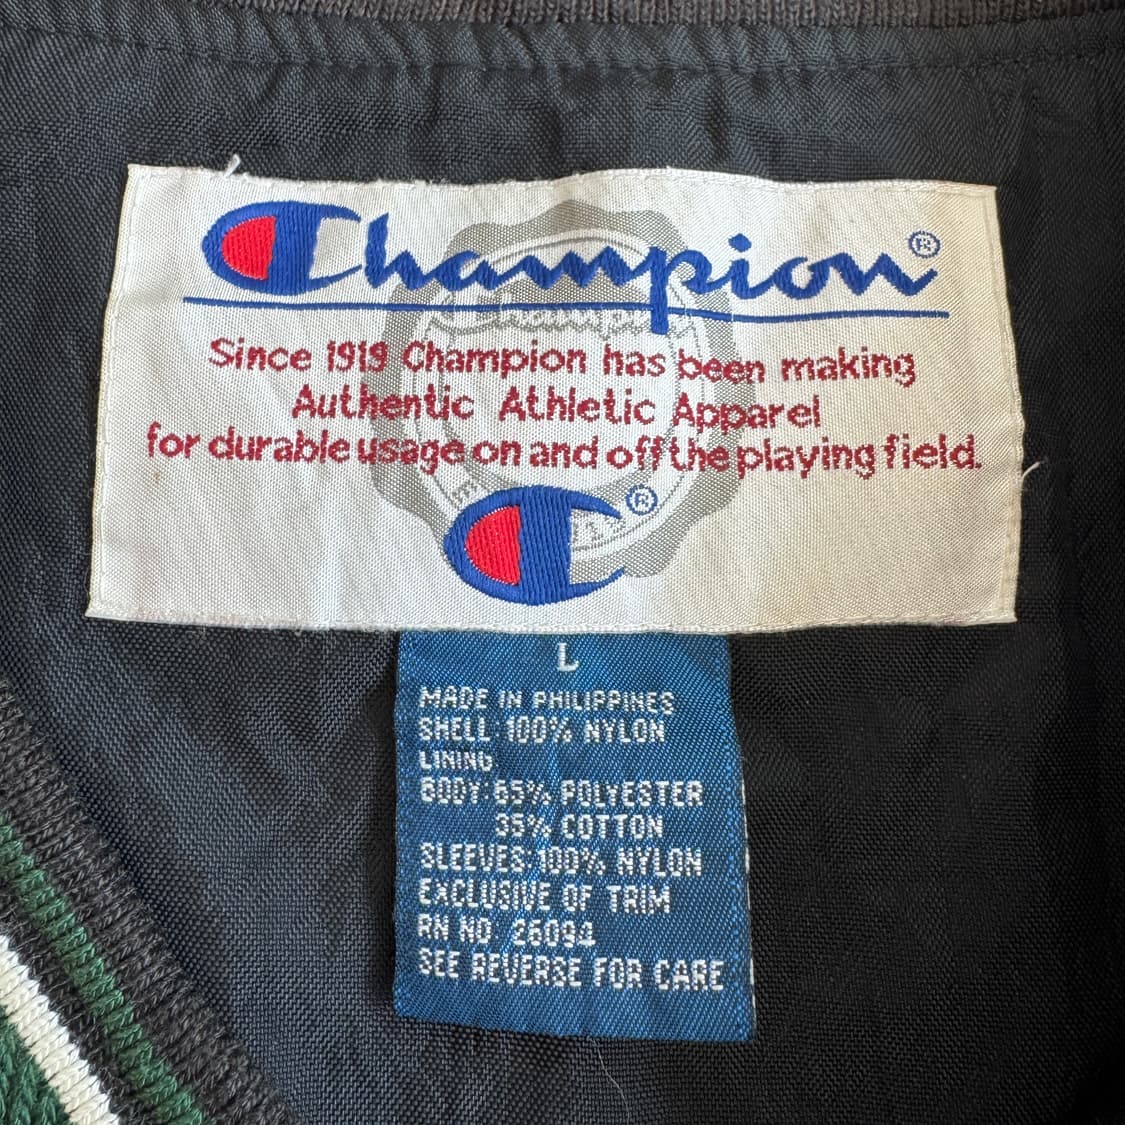 Champion®
Since 1919 Champion has been making
Authentic Athletic Apparel
for durable usage on and off the playing field.
®
L
MADE IN PHILIPPINES
SHELL 100% NYLON
LINING
BODY: 65% POLYESTER
35% COTTON
SLEEVES: 100% NYLON
EXCLUSIVE OF TRIM
RN NO. 26094
SEE REVERSE FOR CARE